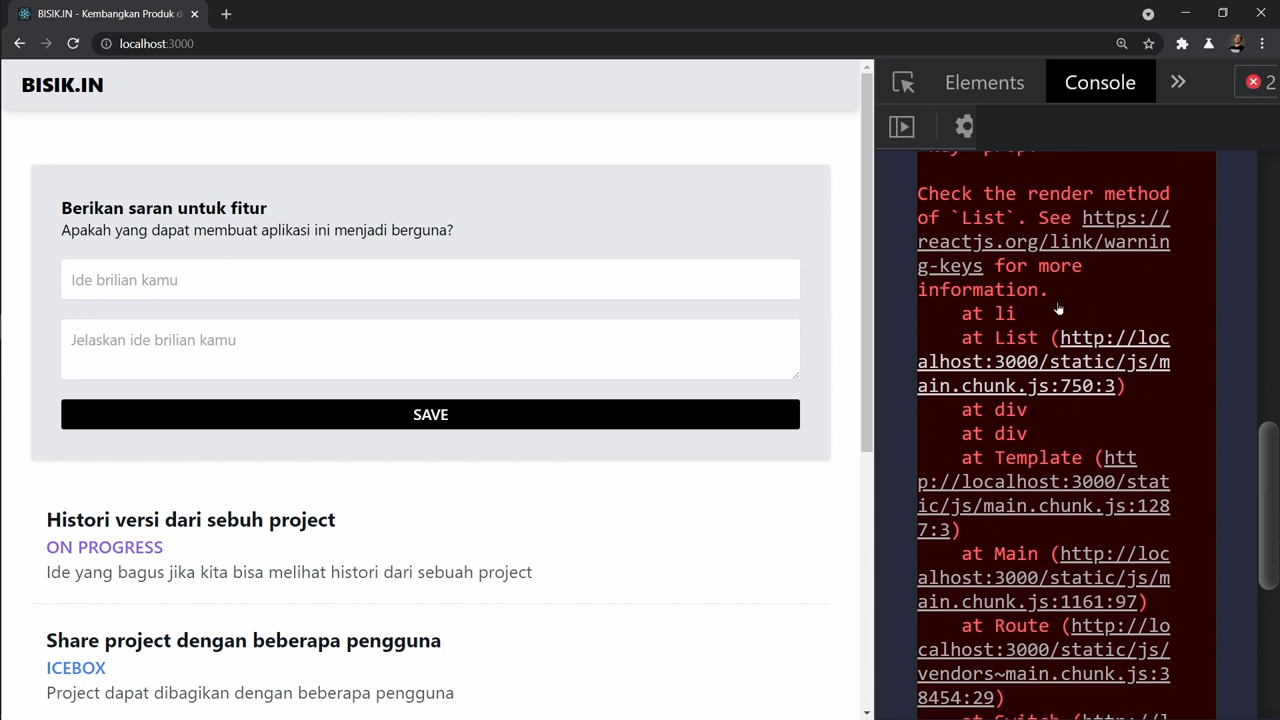 BISIK.IN - Kembangkan Produk d
localhost:3000
BISIK.IN
Berikan saran untuk fitur
Apakah yang dapat membuat aplikasi ini menjadi berguna?
Ide brilian kamu
Jelaskan ide brilian kamu
SAVE
Histori versi dari sebuh project
ON PROGRESS
Ide yang bagus jika kita bisa melihat histori dari sebuah project
Share project dengan beberapa pengguna
ICEBOX
Project dapat dibagikan dengan beberapa pengguna
Elements
Console
2
Check the render method
of `List`. See https://
reactjs.org/link/warnin
g-keys for more
information.
at li
at List (http://loc
alhost:3000/static/js/m
ain.chunk.js:750:3)
at div
at div
at Template (htt
p://localhost:3000/stat
ic/js/main.chunk.js:128
7:3)
at Main (http://loc
alhost:3000/static/js/m
ain.chunk.js:1161:97)
at Route (http://lo
calhost:3000/static/js/
vendors~main.chunk.js:3
8454:29)
at Switch (http://l